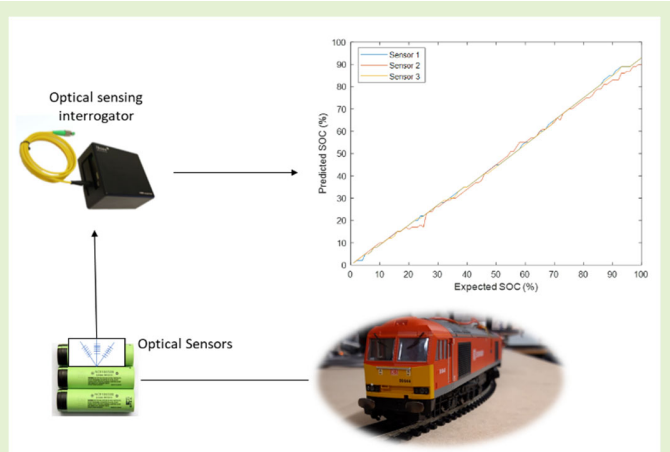 Optical sensing
interrogator
Optical Sensors
Predicted SOC (%)
100
90
80
70
60
50
40
30
20
10
0
Sensor 1
Sensor 2
Sensor 3
0 10 20 30 40 50 60 70 80 90 100
Expected SOC (%)